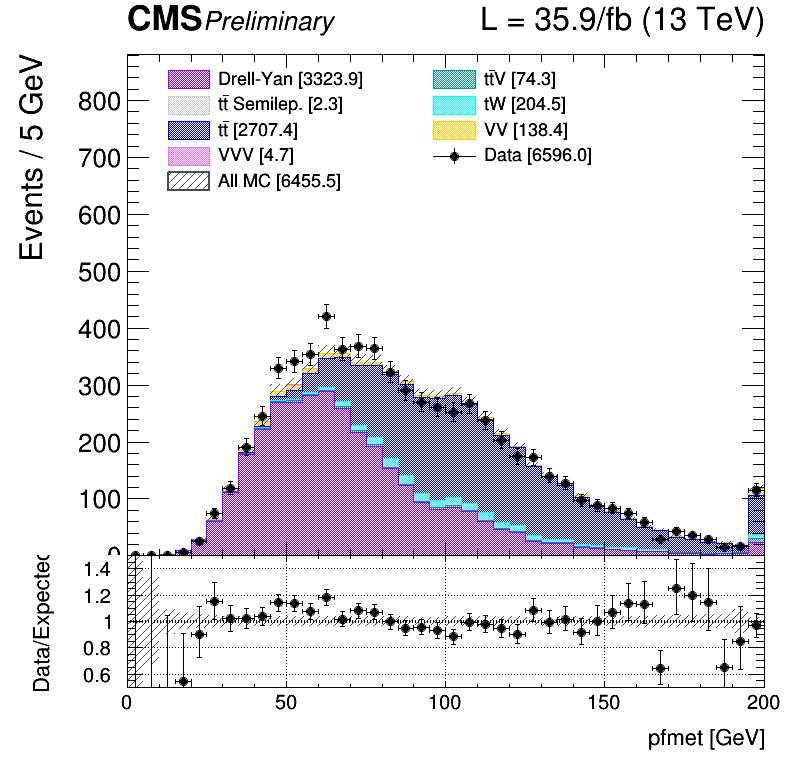 CMS Preliminary L = 35.9/fb (13 TeV)
Events / 5 GeV
Drell-Yan [3323.9]
tt̄ Semilep. [2.3]
tt̄ [2707.4]
VVV [4.7]
All MC [6455.5]
tt̄V [74.3]
tW [204.5]
VV [138.4]
Data [6596.0]
800
700
600
500
400
300
200
100
0
Data/Expected
1.4
1.2
1
0.8
0.6
0 50 100 150 200
pfmet [GeV]